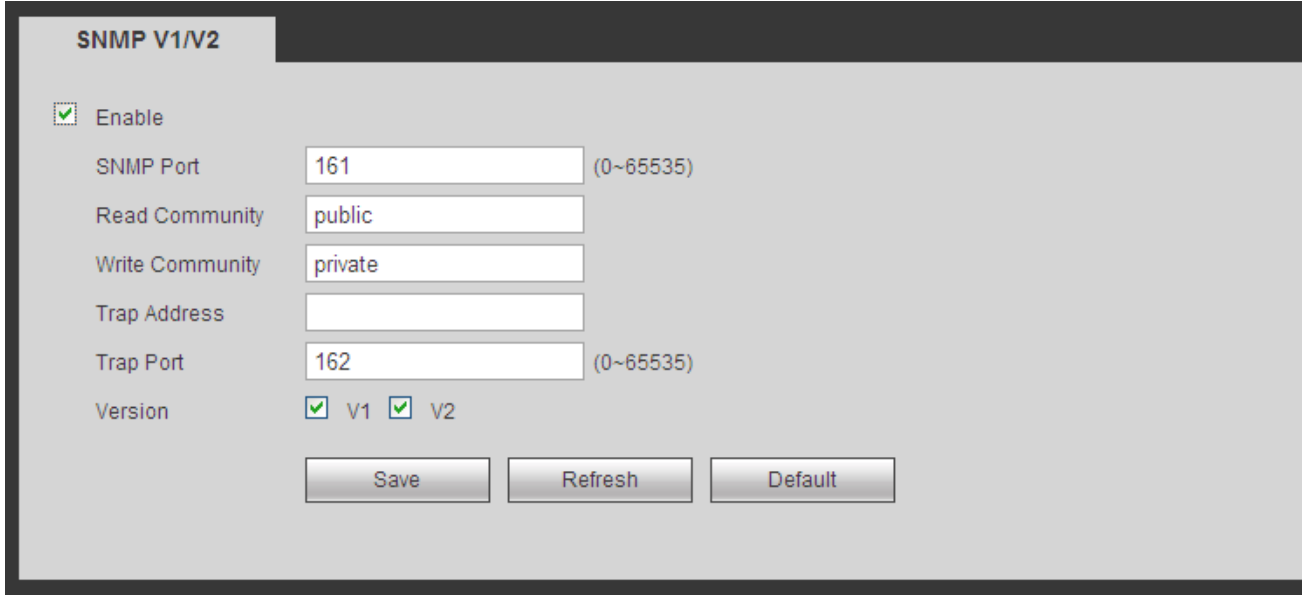 SNMP V1/V2
Enable
SNMP Port 161 (0~65535)
Read Community public
Write Community private
Trap Address
Trap Port 162 (0~65535)
Version V1 V2
Save Refresh Default